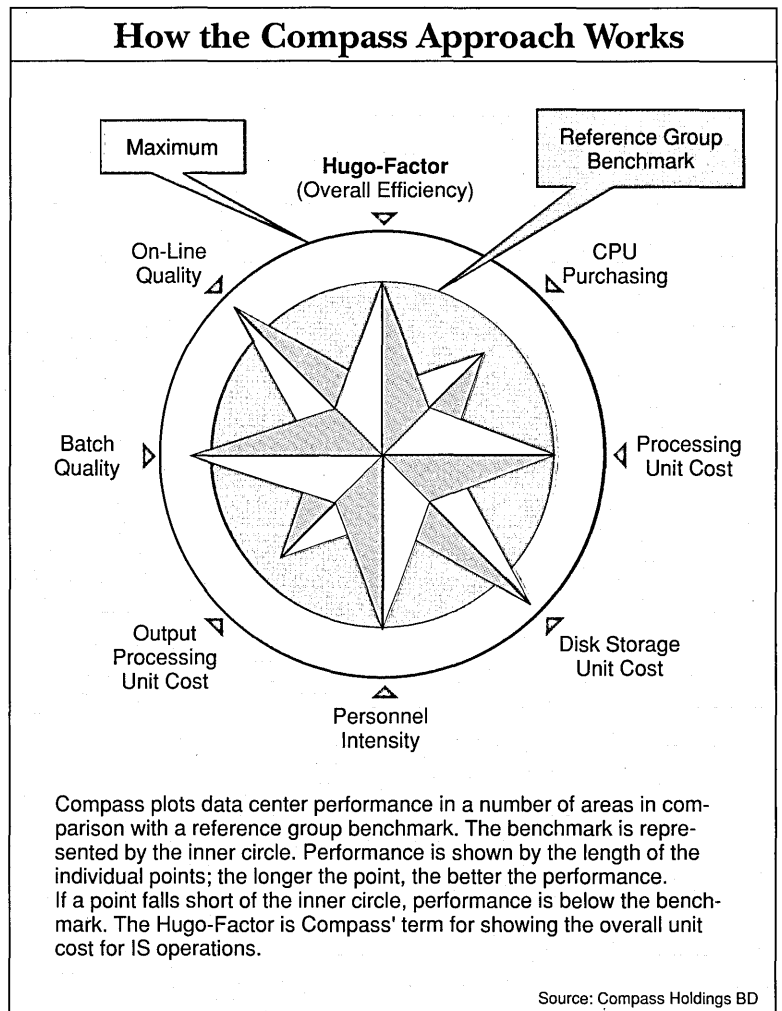 How the Compass Approach Works
Maximum
Reference Group
Benchmark
Hugo-Factor
(Overall Efficiency)
On-Line
Quality
CPU
Purchasing
Batch
Quality
Processing
Unit Cost
Output
Processing
Unit Cost
Disk Storage
Unit Cost
Personnel
Intensity
Compass plots data center performance in a number of areas in com-
parison with a reference group benchmark. The benchmark is repre-
sented by the inner circle. Performance is shown by the length of the
individual points; the longer the point, the better the performance.
If a point falls short of the inner circle, performance is below the bench-
mark. The Hugo-Factor is Compass' term for showing the overall unit
cost for IS operations.
Source: Compass Holdings BD